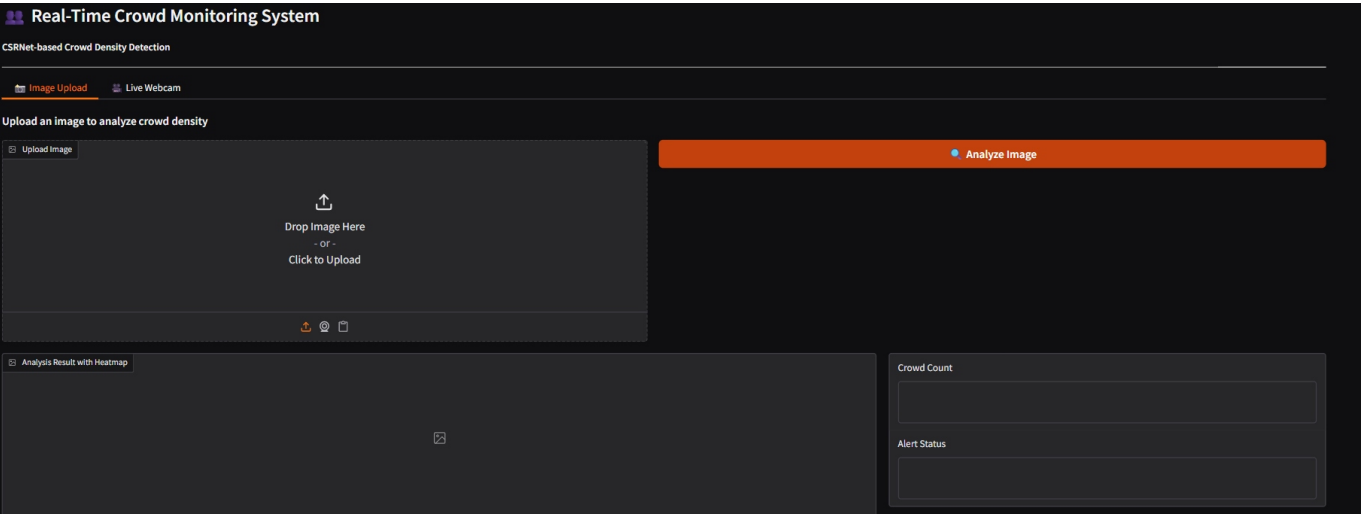 Real-Time Crowd Monitoring System
CSRNet-based Crowd Density Detection
Image Upload
Live Webcam
Upload an image to analyze crowd density
Upload Image
Analyze Image
Drop Image Here
- or -
Click to Upload
Analysis Result with Heatmap
Crowd Count
Alert Status